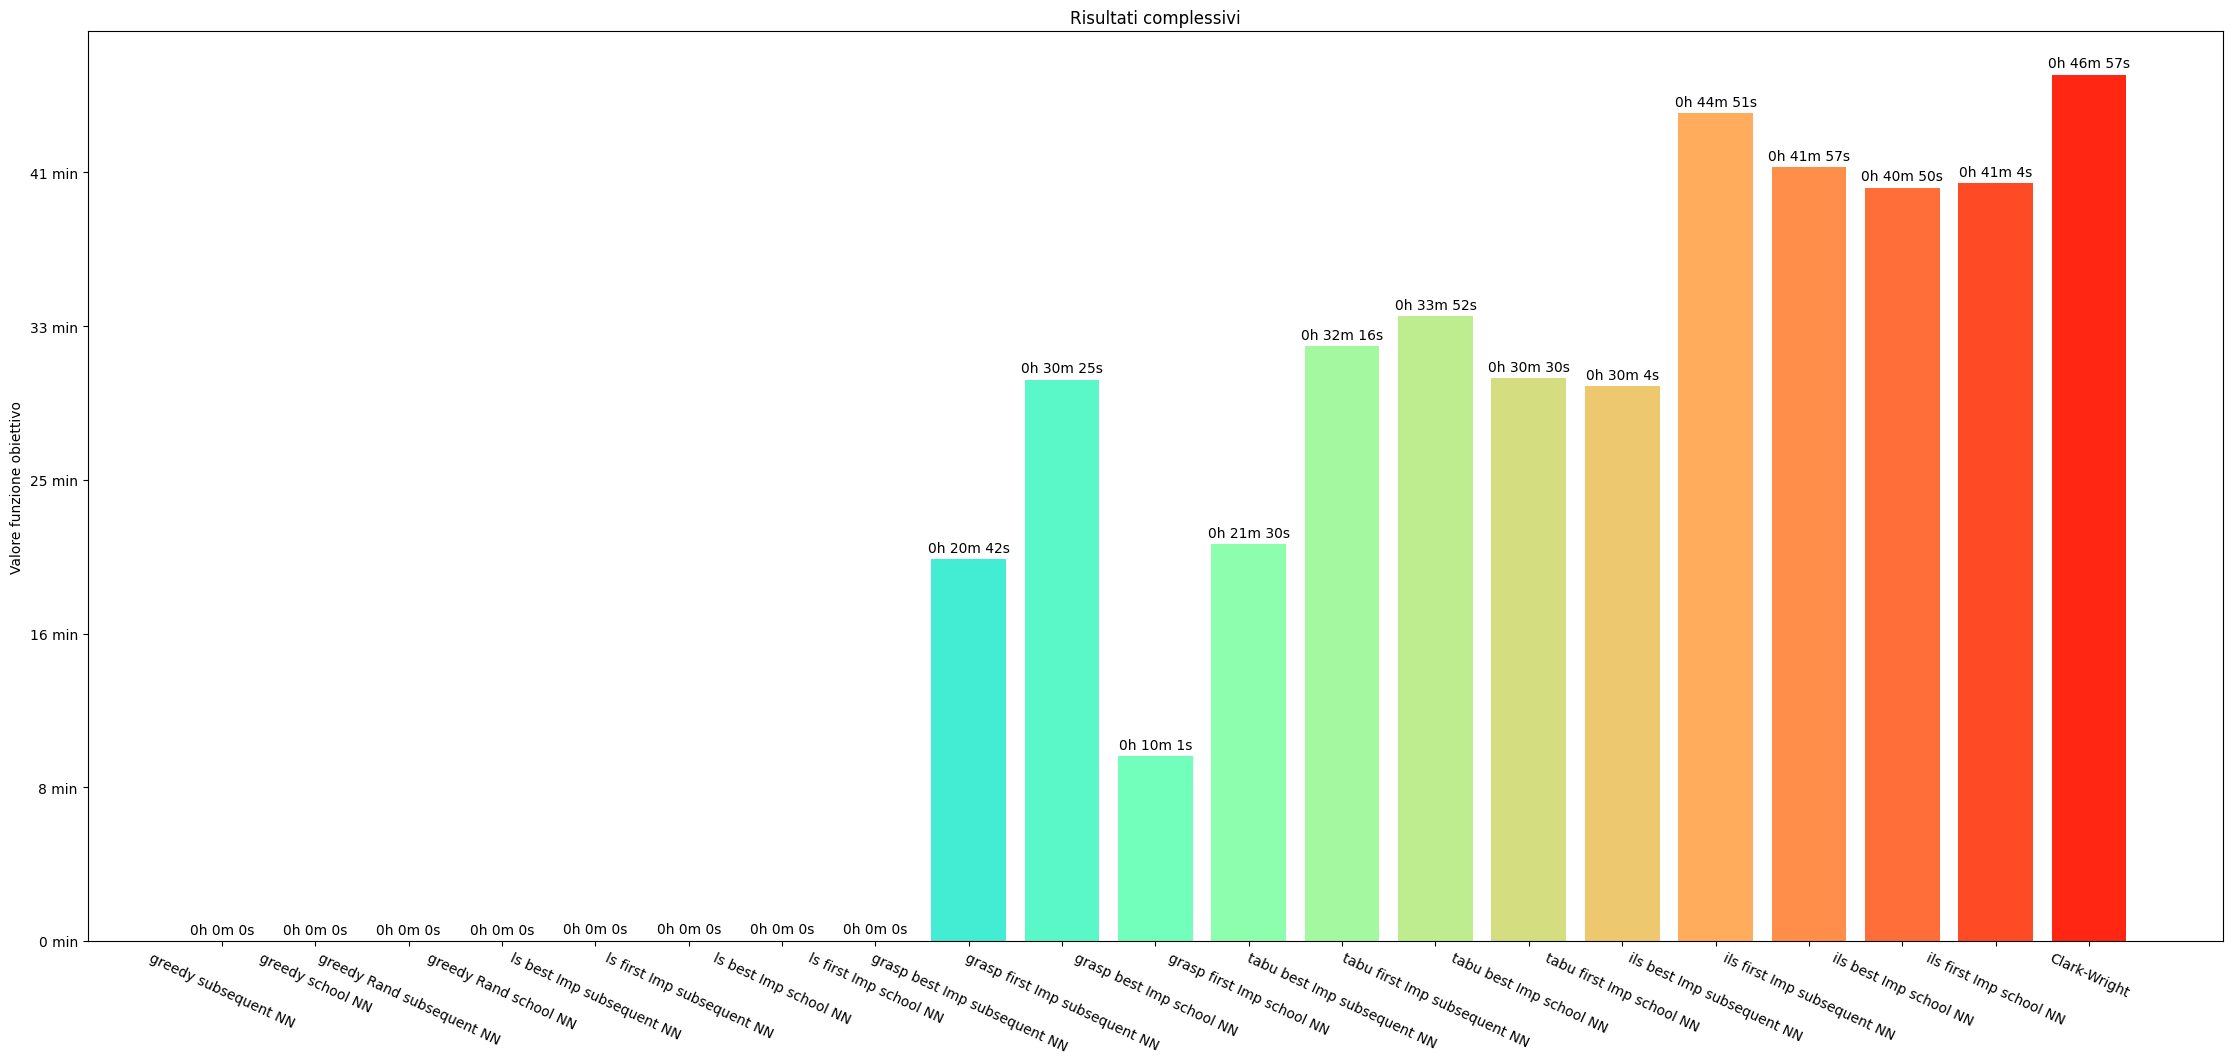 Risultati complessivi
Valore funzione obiettivo
41 min
33 min
25 min
16 min
8 min
0 min
0h 0m 0s
0h 0m 0s
0h 0m 0s
0h 0m 0s
0h 0m 0s
0h 0m 0s
0h 0m 0s
0h 0m 0s
0h 20m 42s
0h 30m 25s
0h 10m 1s
0h 21m 30s
0h 32m 16s
0h 33m 52s
0h 30m 30s
0h 30m 4s
0h 44m 51s
0h 41m 57s
0h 40m 50s
0h 41m 4s
0h 46m 57s
greedy subsequent NN
greedy school NN
greedy Rand subsequent NN
greedy Rand school NN
ls best Imp subsequent NN
ls first Imp subsequent NN
ls best Imp school NN
ls first Imp school NN
grasp best Imp subsequent NN
grasp first Imp subsequent NN
grasp best Imp school NN
grasp first Imp school NN
tabu best Imp subsequent NN
tabu first Imp subsequent NN
tabu best Imp school NN
tabu first Imp school NN
ils best Imp subsequent NN
ils first Imp subsequent NN
ils best Imp school NN
ils first Imp school NN
Clark-Wright